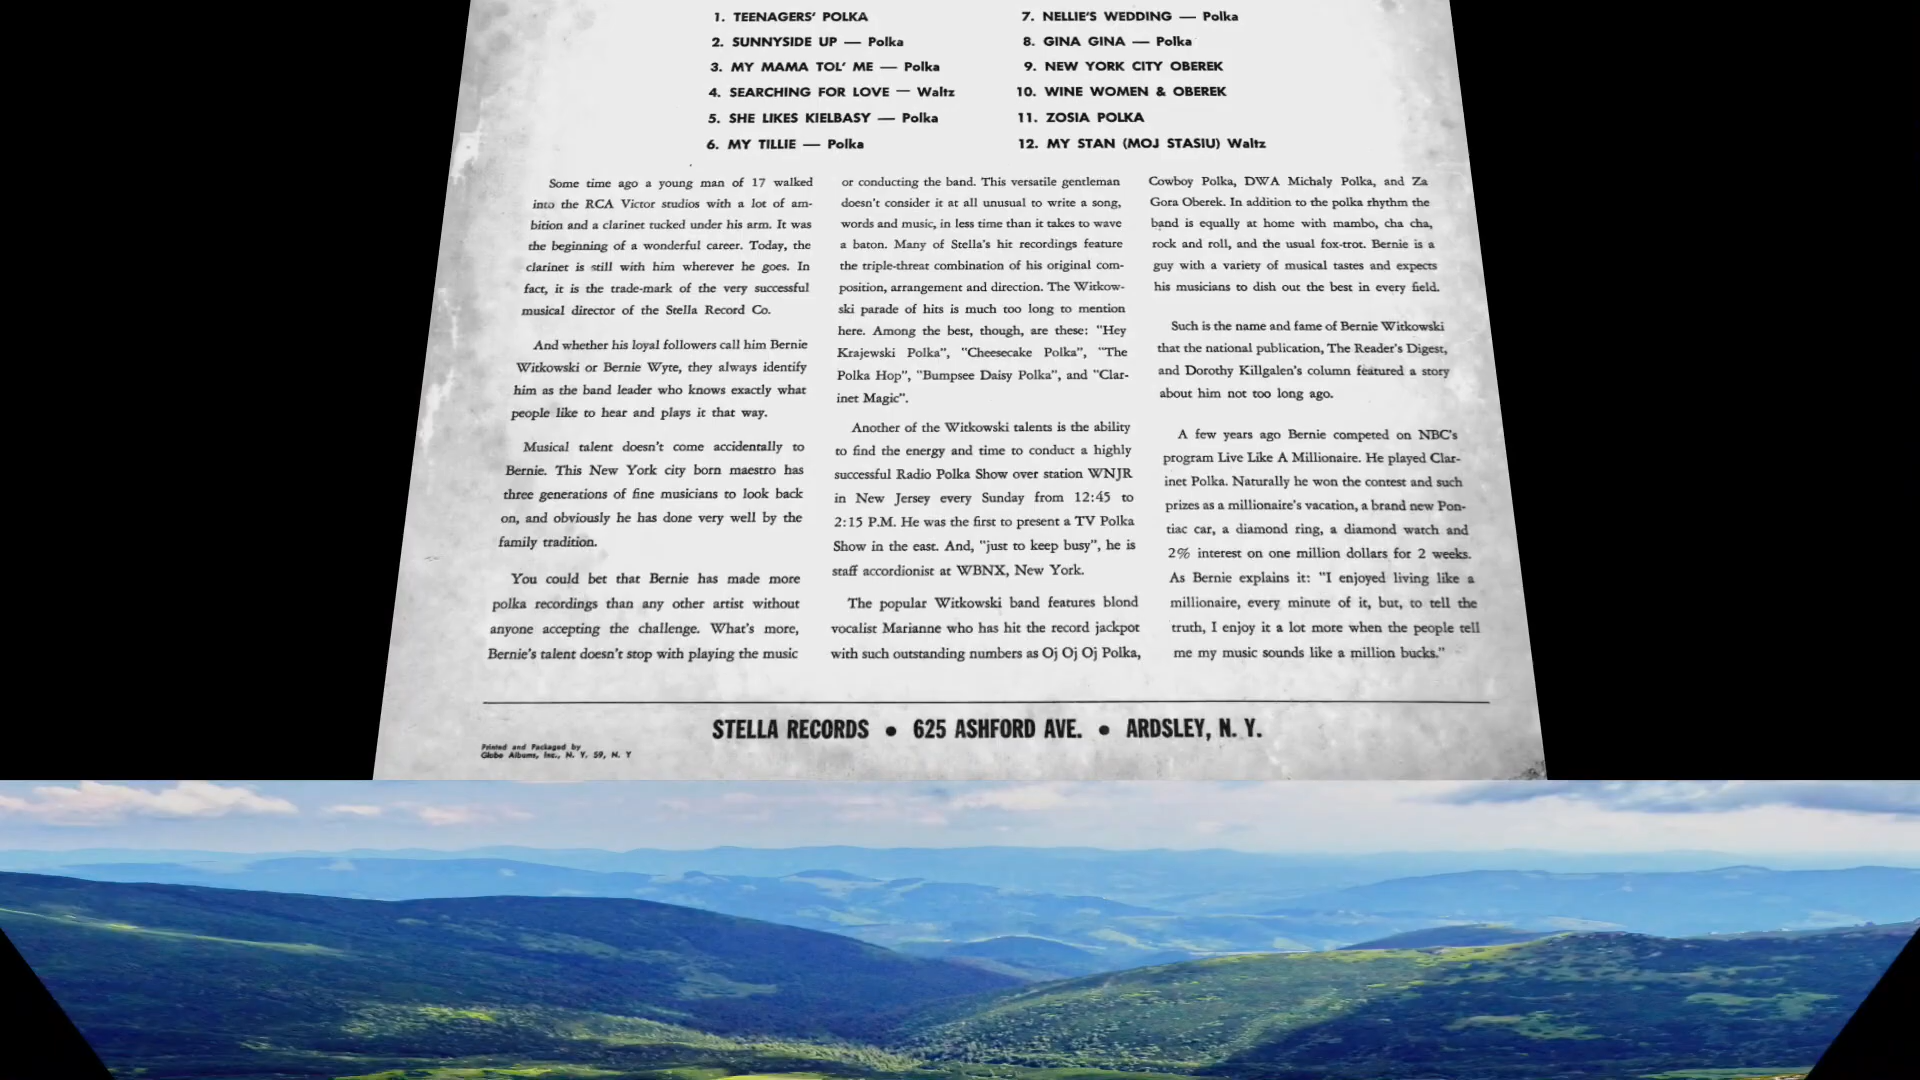 1. TEENAGERS' POLKA
2. SUNNYSIDE UP — Polka
3. MY MAMA TOL' ME — Polka
4. SEARCHING FOR LOVE — Waltz
5. SHE LIKES KIELBASY — Polka
6. MY TILLIE — Polka
7. NELLIE'S WEDDING — Polka
8. GINA GINA — Polka
9. NEW YORK CITY OBEREK
10. WINE WOMEN & OBEREK
11. ZOSIA POLKA
12. MY STAN (MOJ STASIU) Waltz
Some time ago a young man of 17 walked
into the RCA Victor studios with a lot of am-
bition and a clarinet tucked under his arm. It was
the beginning of a wonderful career. Today, the
clarinet is still with him wherever he goes. In
fact, it is the trade-mark of the very successful
musical director of the Stella Record Co.
And whether his loyal followers call him Bernie
Witkowski or Bernie Wyte, they always identify
him as the band leader who knows exactly what
people like to hear and plays it that way.
Musical talent doesn't come accidentally to
Bernie. This New York city born maestro has
three generations of fine musicians to look back
on, and obviously he has done very well by the
family tradition.
You could bet that Bernie has made more
polka recordings than any other artist without
anyone accepting the challenge. What's more,
Bernie's talent doesn't stop with playing the music
or conducting the band. This versatile gentleman
doesn't consider it at all unusual to write a song,
words and music, in less time than it takes to wave
a baton. Many of Stella's hit recordings feature
the triple-threat combination of his original com-
position, arrangement and direction. The Witkow-
ski parade of hits is much too long to mention
here. Among the best, though, are these: "Hey
Krajewski Polka", "Cheesecake Polka", "The
Polka Hop", "Bumpsee Daisy Polka", and "Clar-
inet Magic".
Another of the Witkowski talents is the ability
to find the energy and time to conduct a highly
successful Radio Polka Show over station WNJR
in New Jersey every Sunday from 12:45 to
2:15 P.M. He was the first to present a TV Polka
Show in the east. And, "just to keep busy", he is
staff accordionist at WBNX, New York.
The popular Witkowski band features blond
vocalist Marianne who has hit the record jackpot
with such outstanding numbers as Oj Oj Oj Polka,
Cowboy Polka, DWA Michaly Polka, and Za
Gora Oberek. In addition to the polka rhythm the
band is equally at home with mambo, cha cha,
rock and roll, and the usual fox-trot. Bernie is a
guy with a variety of musical tastes and expects
his musicians to dish out the best in every field.
Such is the name and fame of Bernie Witkowski
that the national publication, The Reader's Digest,
and Dorothy Killgalen's column featured a story
about him not too long ago.
A few years ago Bernie competed on NBC's
program Live Like A Millionaire. He played Clar-
inet Polka. Naturally he won the contest and such
prizes as a millionaire's vacation, a brand new Pon-
tiac car, a diamond ring, a diamond watch and
2% interest on one million dollars for 2 weeks.
As Bernie explains it: "I enjoyed living like a
millionaire, every minute of it, but, to tell the
truth, I enjoy it a lot more when the people tell
me my music sounds like a million bucks."
STELLA RECORDS • 625 ASHFORD AVE. • ARDSLEY, N. Y.
Printed and Packaged by
Globe Albums, Inc., N. Y. 59, N. Y